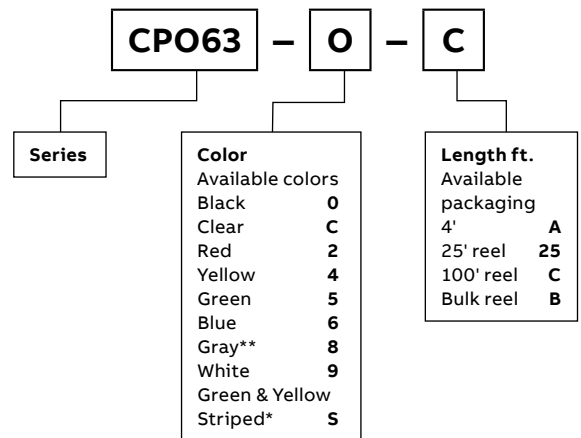 CPO63 – O – C
Series
Color
Available colors
Black 0
Clear C
Red 2
Yellow 4
Green 5
Blue 6
Gray** 8
White 9
Green & Yellow
Striped* S
Length ft.
Available
packaging
4' A
25' reel 25
100' reel C
Bulk reel B